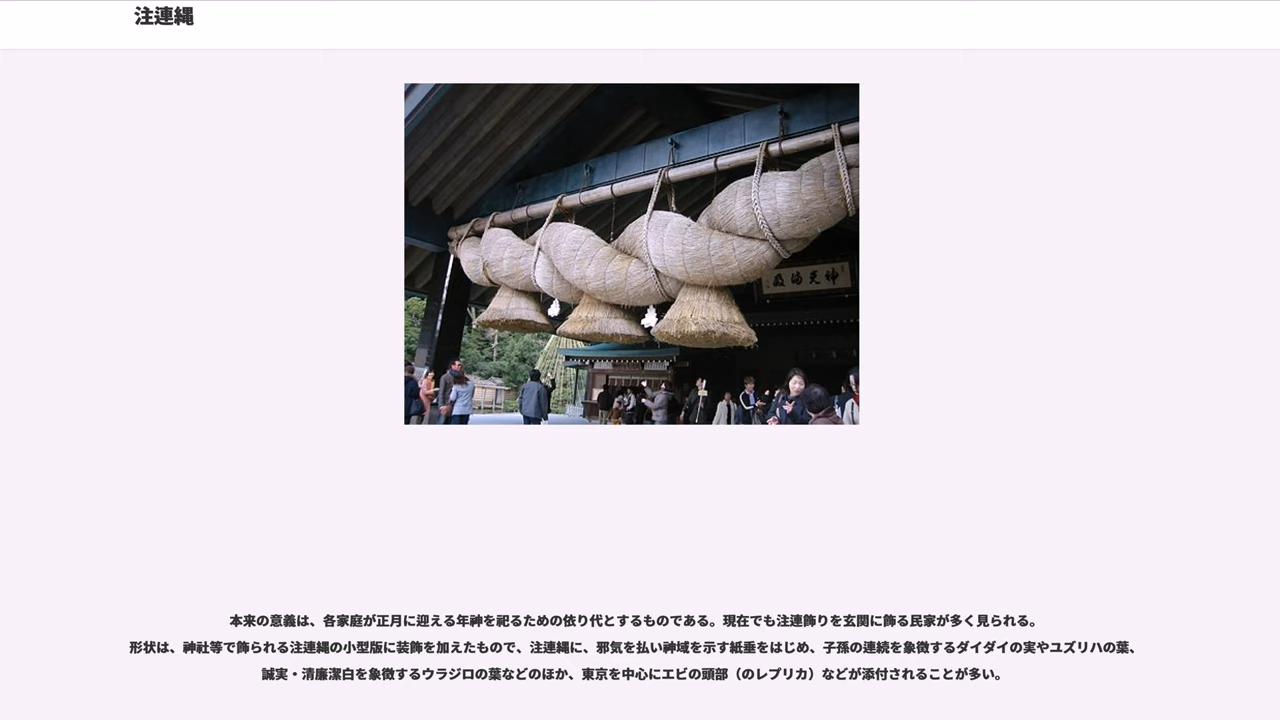 注連縄
殿満天神
本来の意義は、各家庭が正月に迎える年神を祀るための依り代とするものである。現在でも注連飾りを玄関に飾る民家が多く見られる。
形状は、神社等で飾られる注連縄の小型版に装飾を加えたもので、注連縄に、邪気を払い神域を示す紙垂をはじめ、子孫の連続を象徴するダイダイの実やユズリハの葉、
誠実・清廉潔白を象徴するウラジロの葉などのほか、東京を中心にエビの頭部（のレプリカ）などが添付されることが多い。